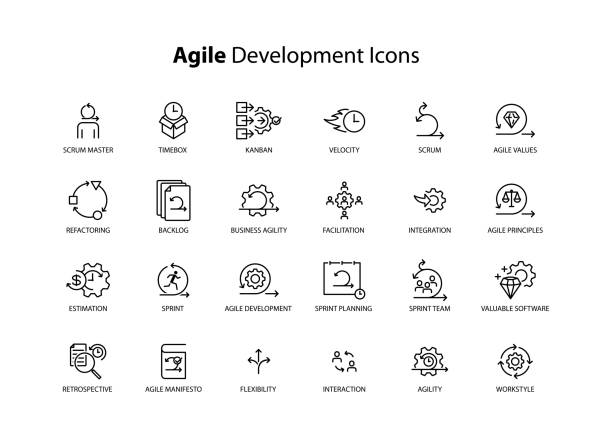 Agile Development Icons
SCRUM MASTER TIMEBOX KANBAN VELOCITY SCRUM AGILE VALUES
REFACTORING BACKLOG BUSINESS AGILITY FACILITATION INTEGRATION AGILE PRINCIPLES
$
ESTIMATION SPRINT AGILE DEVELOPMENT SPRINT PLANNING SPRINT TEAM VALUABLE SOFTWARE
RETROSPECTIVE AGILE MANIFESTO FLEXIBILITY INTERACTION AGILITY WORKSTYLE